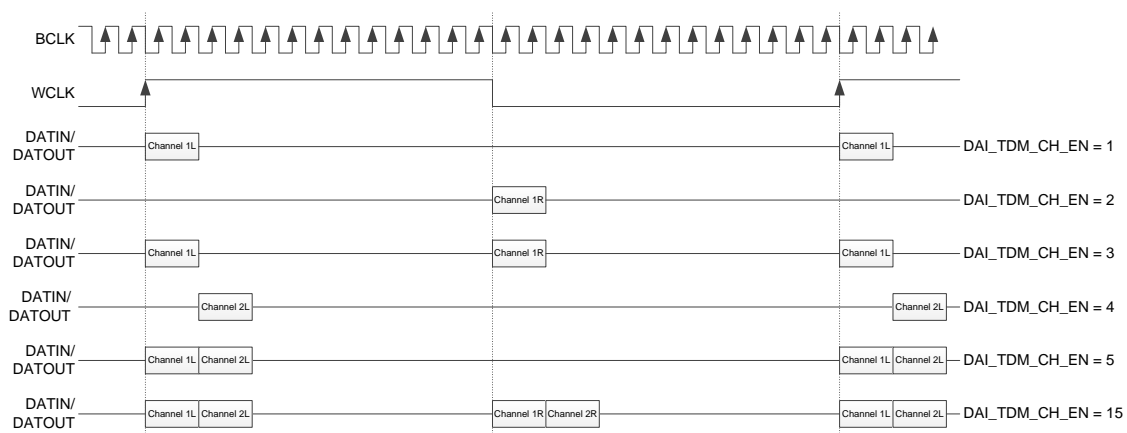 BCLK
WCLK
DATIN/
DATOUT
Channel 1L
Channel 1L
DAI_TDM_CH_EN = 1
DATIN/
DATOUT
Channel 1R
DAI_TDM_CH_EN = 2
DATIN/
DATOUT
Channel 1L
Channel 1R
Channel 1L
DAI_TDM_CH_EN = 3
DATIN/
DATOUT
Channel 2L
Channel 2L
DAI_TDM_CH_EN = 4
DATIN/
DATOUT
Channel 1L
Channel 2L
Channel 1L
Channel 2L
DAI_TDM_CH_EN = 5
DATIN/
DATOUT
Channel 1L
Channel 2L
Channel 1R
Channel 2R
Channel 1L
Channel 2L
DAI_TDM_CH_EN = 15